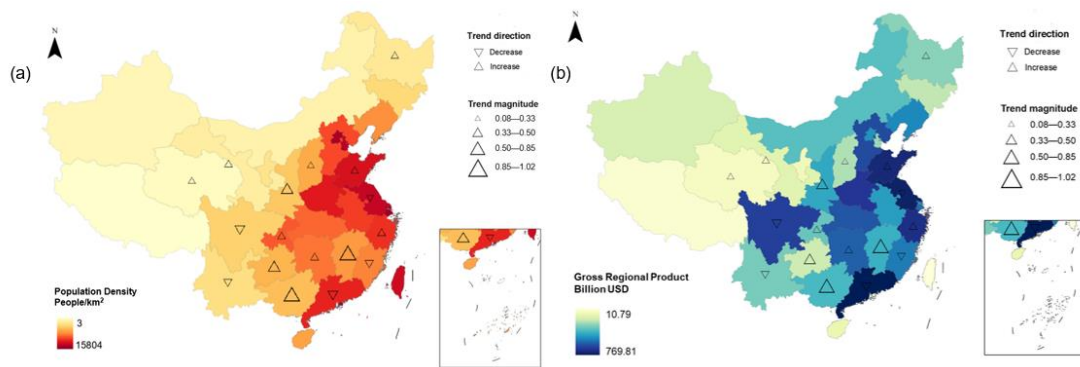 (a)
N
Trend direction
Decrease
Increase
Trend magnitude
0.08—0.33
0.33—0.50
0.50—0.85
0.85—1.02
Population Density
People/km²
3
15804
(b)
N
Trend direction
Decrease
Increase
Trend magnitude
0.08—0.33
0.33—0.50
0.50—0.85
0.85—1.02
Gross Regional Product
Billion USD
10.79
769.81